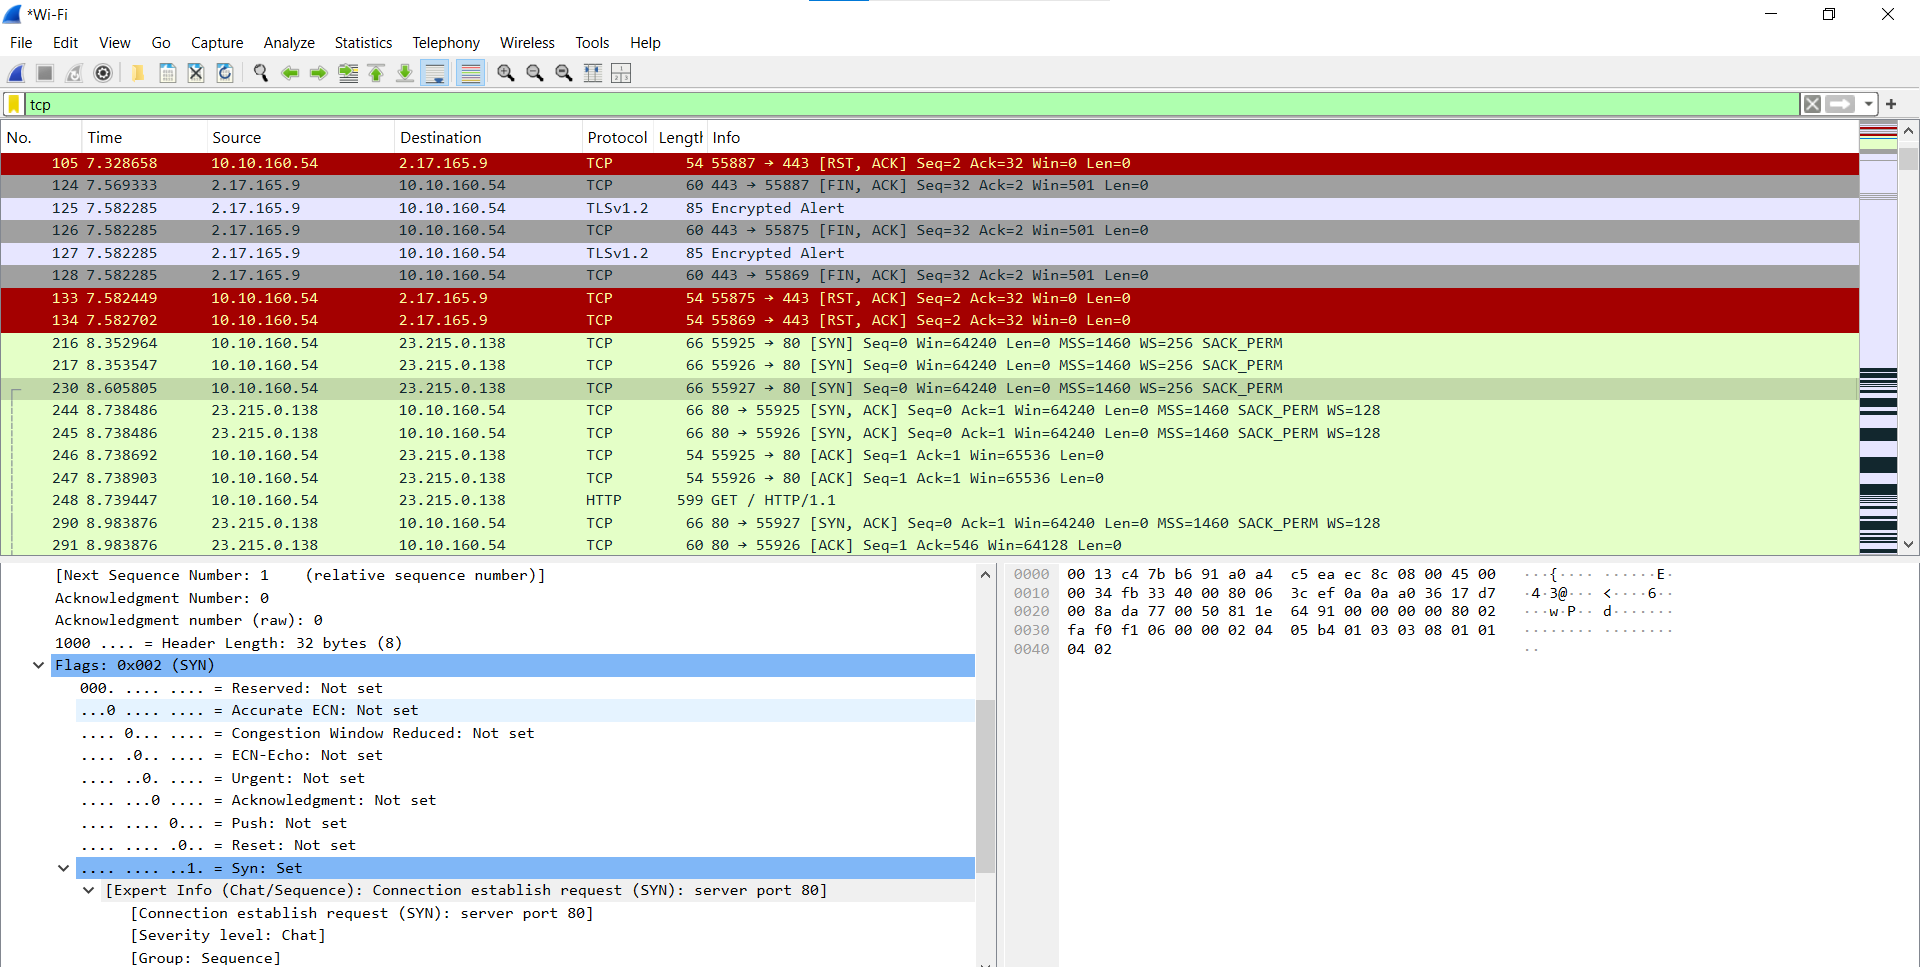 *Wi-Fi
File Edit View Go Capture Analyze Statistics Telephony Wireless Tools Help
tcp
No. Time Source Destination Protocol Length Info
105 7.328658 10.10.160.54 2.17.165.9 TCP 54 55887 → 443 [RST, ACK] Seq=2 Ack=32 Win=0 Len=0
124 7.569333 2.17.165.9 10.10.160.54 TCP 60 443 → 55887 [FIN, ACK] Seq=32 Ack=2 Win=501 Len=0
125 7.582285 2.17.165.9 10.10.160.54 TLSv1.2 85 Encrypted Alert
126 7.582285 2.17.165.9 10.10.160.54 TCP 60 443 → 55875 [FIN, ACK] Seq=32 Ack=2 Win=501 Len=0
127 7.582285 2.17.165.9 10.10.160.54 TLSv1.2 85 Encrypted Alert
128 7.582285 2.17.165.9 10.10.160.54 TCP 60 443 → 55869 [FIN, ACK] Seq=32 Ack=2 Win=501 Len=0
133 7.582449 10.10.160.54 2.17.165.9 TCP 54 55875 → 443 [RST, ACK] Seq=2 Ack=32 Win=0 Len=0
134 7.582702 10.10.160.54 2.17.165.9 TCP 54 55869 → 443 [RST, ACK] Seq=2 Ack=32 Win=0 Len=0
216 8.352964 10.10.160.54 23.215.0.138 TCP 66 55925 → 80 [SYN] Seq=0 Win=64240 Len=0 MSS=1460 WS=256 SACK_PERM
217 8.353547 10.10.160.54 23.215.0.138 TCP 66 55926 → 80 [SYN] Seq=0 Win=64240 Len=0 MSS=1460 WS=256 SACK_PERM
230 8.605805 10.10.160.54 23.215.0.138 TCP 66 55927 → 80 [SYN] Seq=0 Win=64240 Len=0 MSS=1460 WS=256 SACK_PERM
244 8.738486 23.215.0.138 10.10.160.54 TCP 66 80 → 55925 [SYN, ACK] Seq=0 Ack=1 Win=64240 Len=0 MSS=1460 SACK_PERM WS=128
245 8.738486 23.215.0.138 10.10.160.54 TCP 66 80 → 55926 [SYN, ACK] Seq=0 Ack=1 Win=64240 Len=0 MSS=1460 SACK_PERM WS=128
246 8.738692 10.10.160.54 23.215.0.138 TCP 54 55925 → 80 [ACK] Seq=1 Ack=1 Win=65536 Len=0
247 8.738903 10.10.160.54 23.215.0.138 TCP 54 55926 → 80 [ACK] Seq=1 Ack=1 Win=65536 Len=0
248 8.739447 10.10.160.54 23.215.0.138 HTTP 599 GET / HTTP/1.1
290 8.983876 23.215.0.138 10.10.160.54 TCP 66 80 → 55927 [SYN, ACK] Seq=0 Ack=1 Win=64240 Len=0 MSS=1460 SACK_PERM WS=128
291 8.983876 23.215.0.138 10.10.160.54 TCP 60 80 → 55926 [ACK] Seq=1 Ack=546 Win=64128 Len=0
[Next Sequence Number: 1    (relative sequence number)]
Acknowledgment Number: 0
Acknowledgment number (raw): 0
1000 .... = Header Length: 32 bytes (8)
Flags: 0x002 (SYN)
000. .... .... = Reserved: Not set
...0 .... .... = Accurate ECN: Not set
.... 0... .... = Congestion Window Reduced: Not set
.... .0.. .... = ECN-Echo: Not set
.... ..0. .... = Urgent: Not set
.... ...0 .... = Acknowledgment: Not set
.... .... 0... = Push: Not set
.... .... .0.. = Reset: Not set
.... .... ..1. = Syn: Set
[Expert Info (Chat/Sequence): Connection establish request (SYN): server port 80]
[Connection establish request (SYN): server port 80]
[Severity level: Chat]
[Group: Sequence]
0000 00 13 c4 7b b6 91 a0 a4 c5 ea ec 8c 08 00 45 00 ···{···· ······E·
0010 00 34 fb 33 40 00 80 06 3c ef 0a 0a a0 36 17 d7 ·4·3@··· <····6··
0020 00 8a da 77 00 50 81 1e 64 91 00 00 00 00 80 02 ···w·P·· d·······
0030 fa f0 f1 06 00 00 02 04 05 b4 01 03 03 08 01 01 ········ ········
0040 04 02 ··